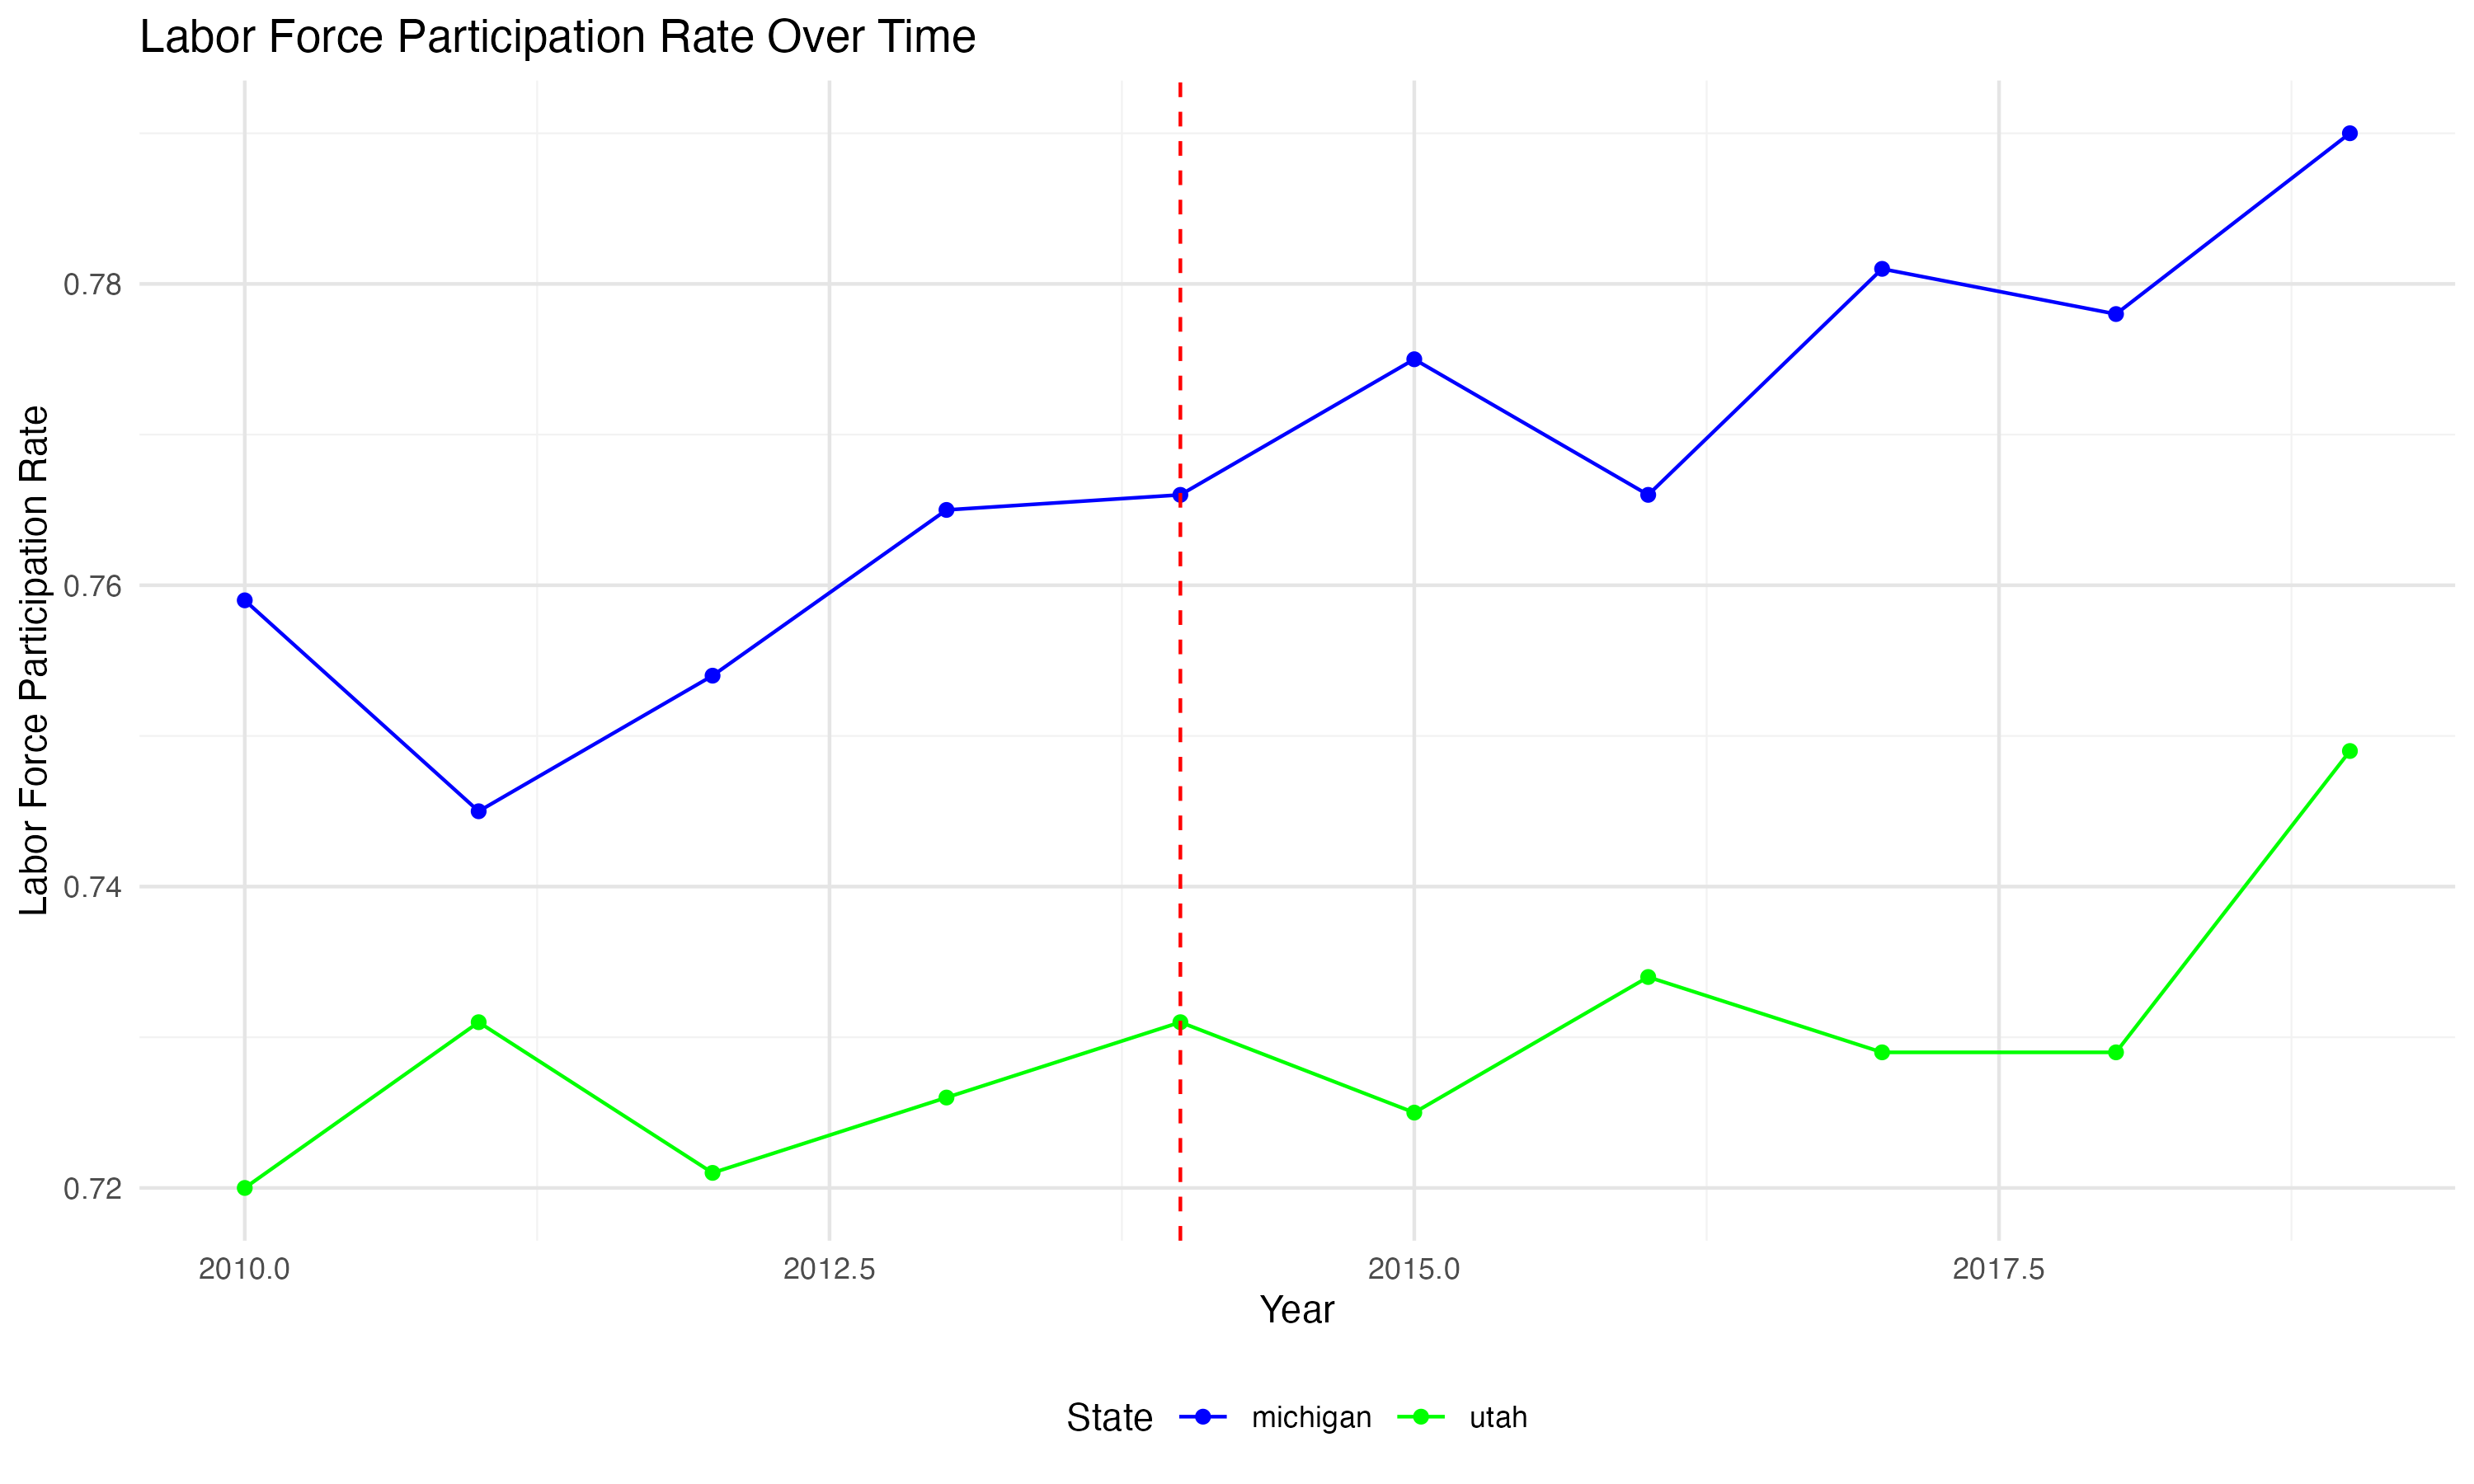 Labor Force Participation Rate Over Time
Labor Force Participation Rate
0.78
0.76
0.74
0.72
2010.0 2012.5 2015.0 2017.5
Year
State michigan utah